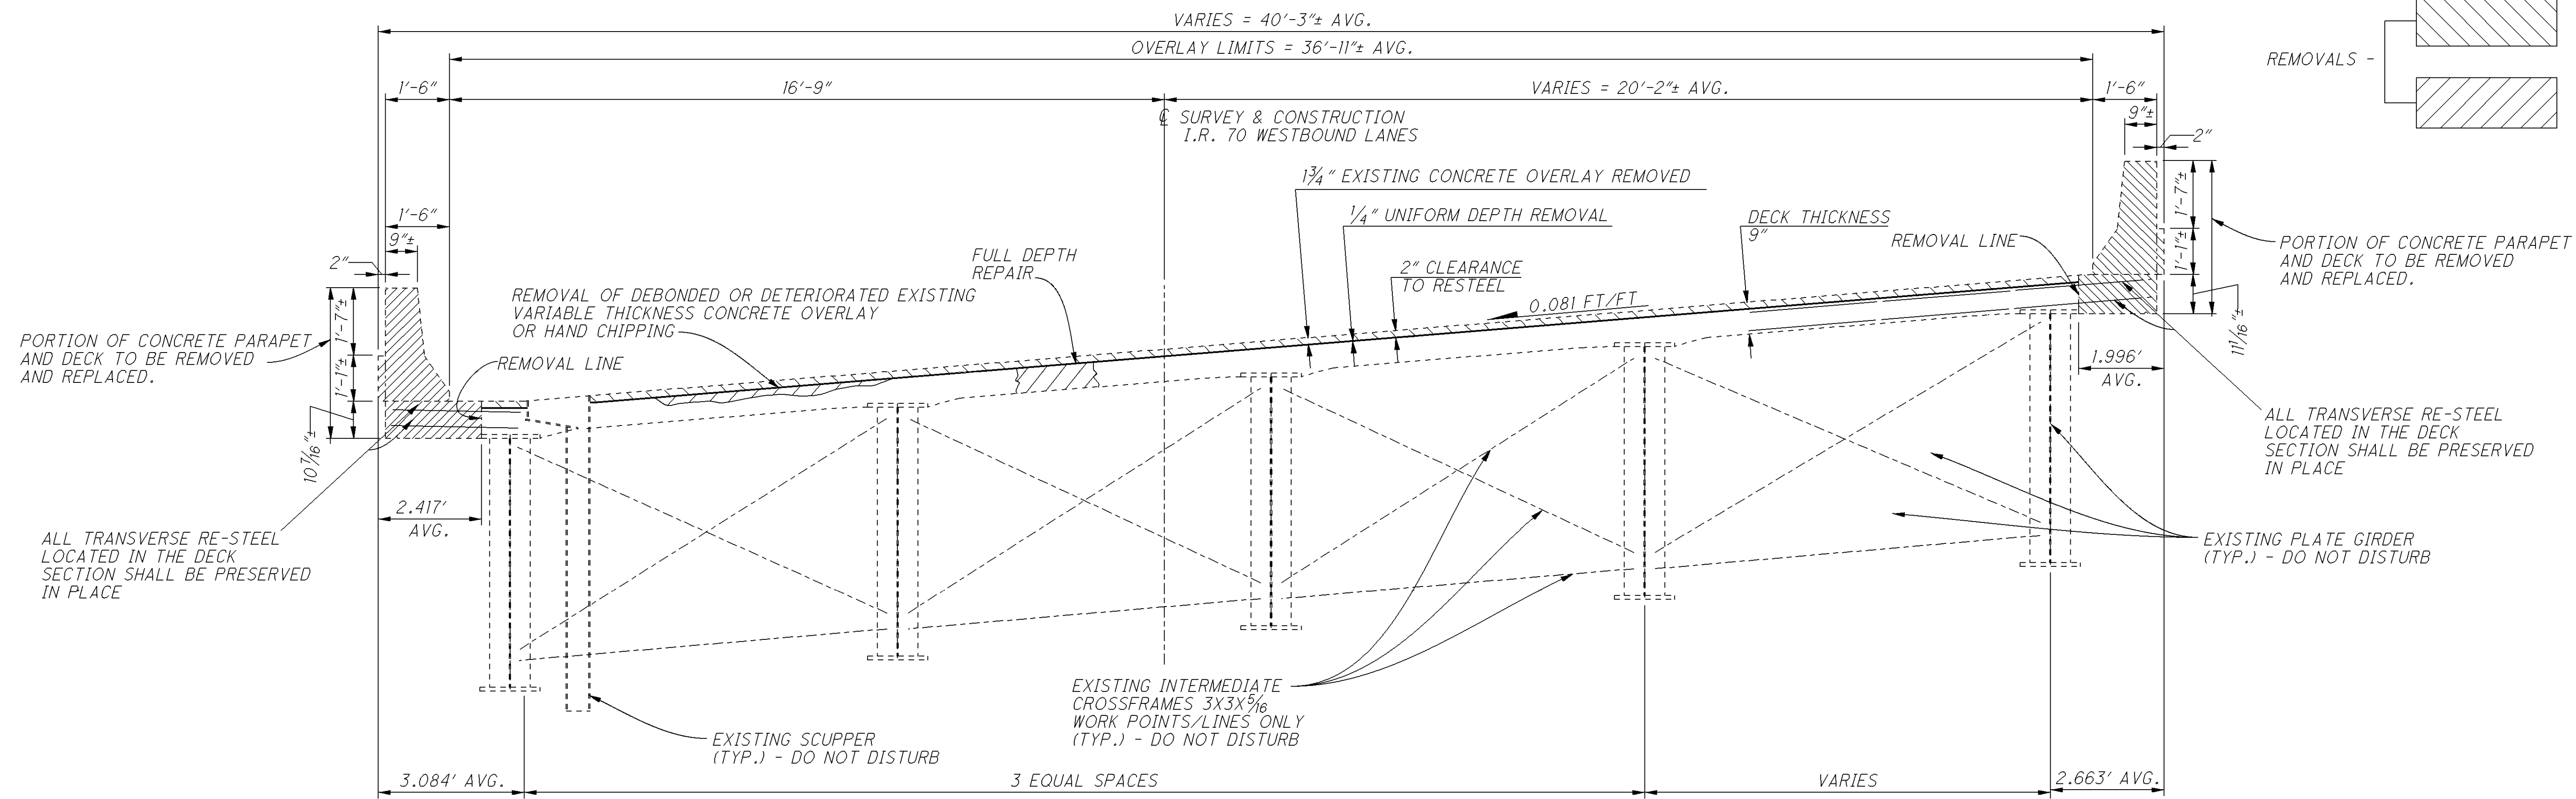 VARIES = 40'-3"± AVG.
OVERLAY LIMITS = 36'-11"± AVG.
REMOVALS -
1'-6"
16'-9"
VARIES = 20'-2"± AVG.
1'-6"
℄ SURVEY & CONSTRUCTION
I.R. 70 WESTBOUND LANES
9"±
2"
1¾" EXISTING CONCRETE OVERLAY REMOVED
¼" UNIFORM DEPTH REMOVAL
DECK THICKNESS
9"
REMOVAL LINE
1'-7"±
1'-1"±
11 1/16"±
PORTION OF CONCRETE PARAPET
AND DECK TO BE REMOVED
AND REPLACED.
1'-6"
9"±
2"
FULL DEPTH
REPAIR
2" CLEARANCE
TO RESTEEL
0.081 FT/FT
REMOVAL OF DEBONDED OR DETERIORATED EXISTING
VARIABLE THICKNESS CONCRETE OVERLAY
OR HAND CHIPPING
PORTION OF CONCRETE PARAPET
AND DECK TO BE REMOVED
AND REPLACED.
1'-7"±
1'-1"±
10 7/16"±
REMOVAL LINE
1.996'
AVG.
ALL TRANSVERSE RE-STEEL
LOCATED IN THE DECK
SECTION SHALL BE PRESERVED
IN PLACE
2.417'
AVG.
ALL TRANSVERSE RE-STEEL
LOCATED IN THE DECK
SECTION SHALL BE PRESERVED
IN PLACE
EXISTING PLATE GIRDER
(TYP.) - DO NOT DISTURB
EXISTING INTERMEDIATE
CROSSFRAMES 3X3X5/16
WORK POINTS/LINES ONLY
(TYP.) - DO NOT DISTURB
EXISTING SCUPPER
(TYP.) - DO NOT DISTURB
3.084' AVG.
3 EQUAL SPACES
VARIES
2.663' AVG.